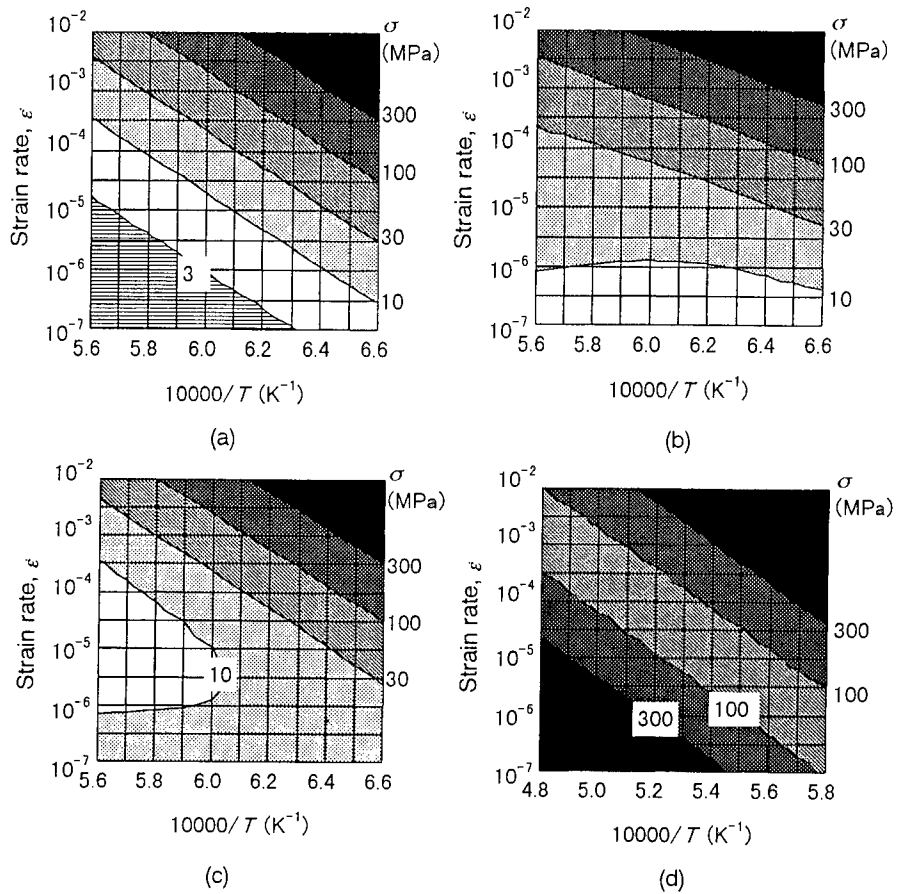 σ
(MPa)
10⁻²
10⁻³
10⁻⁴
10⁻⁵
10⁻⁶
10⁻⁷
Strain rate, ε̇
300
100
30
10
3
5.6 6.0 6.2 6.4 6.6
10000/T (K⁻¹)
(a)
σ
(MPa)
10⁻²
10⁻³
10⁻⁴
10⁻⁵
10⁻⁶
10⁻⁷
Strain rate, ε̇
300
100
30
10
5.6 5.8 6.0 6.2 6.4 6.6
10000/T (K⁻¹)
(b)
σ
(MPa)
10⁻²
10⁻³
10⁻⁴
10⁻⁵
10⁻⁶
10⁻⁷
Strain rate, ε̇
300
100
30
10
5.6 5.8 6.0 6.2 6.4 6.6
10000/T (K⁻¹)
(c)
σ
(MPa)
10⁻²
10⁻³
10⁻⁴
10⁻⁵
10⁻⁶
10⁻⁷
Strain rate, ε̇
300
100
300
100
4.8 5.0 5.2 5.4 5.6 5.8
10000/T (K⁻¹)
(d)